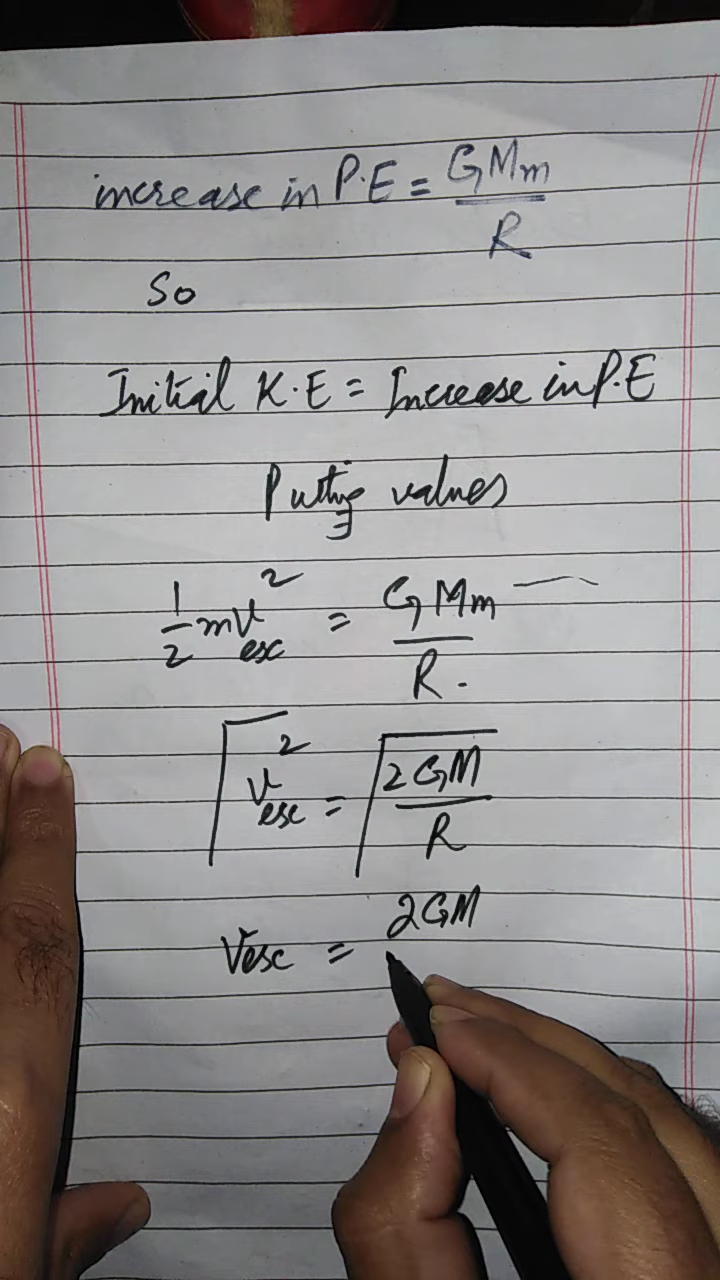 increase in P.E = GMm
R
So
Initial K.E = Increase in P.E
Putting values
1/2 mv²esc = GMm
R.
√v²esc = √2GM
R
Vesc = 2GM